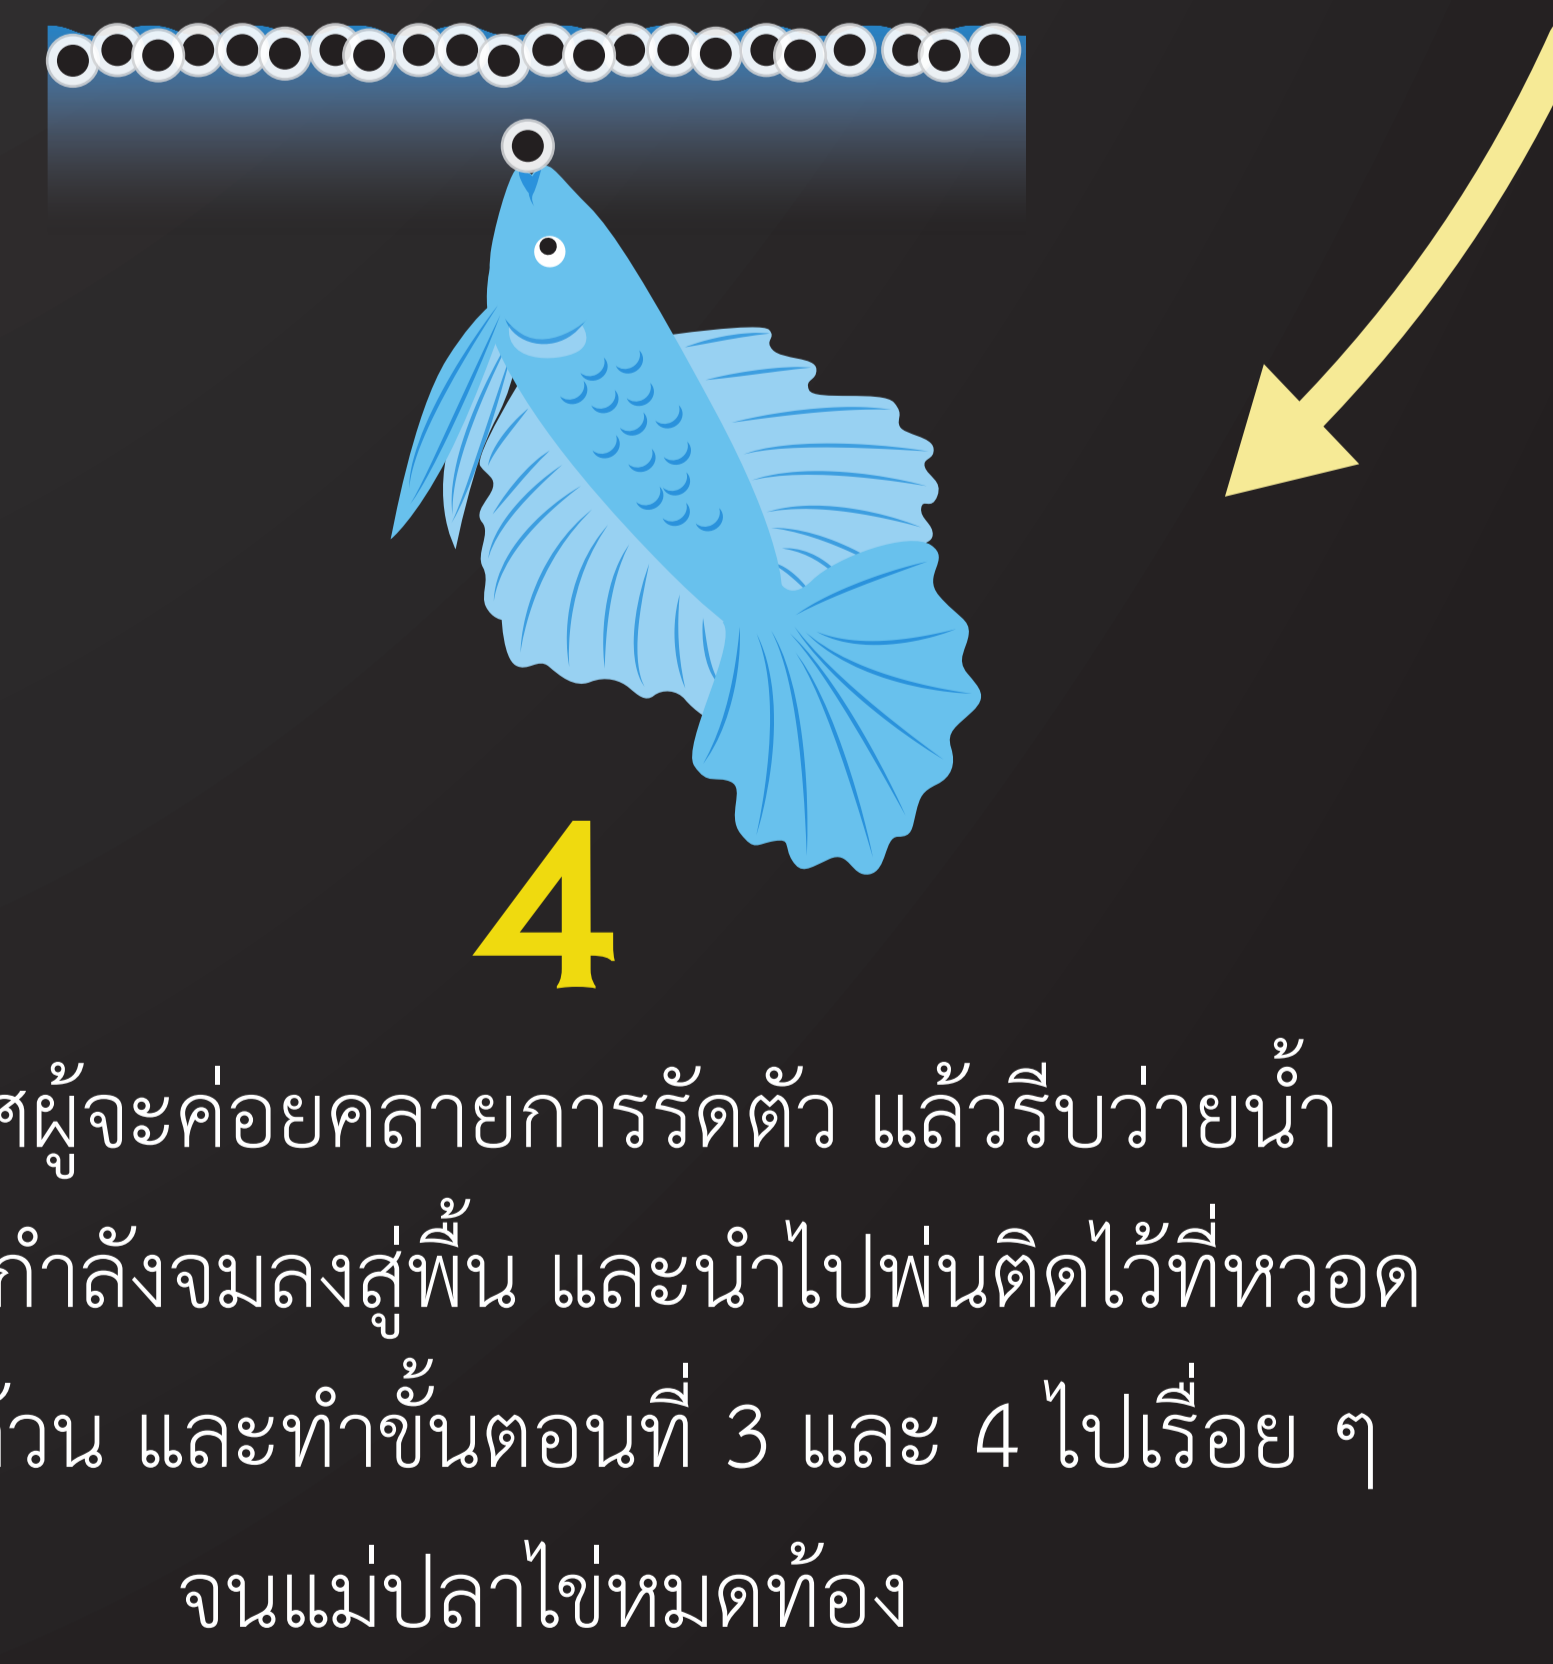 4
ศผู้จะค่อยคลายการรัดตัว แล้วรีบว่ายน้ำ
กำลังจมลงสู่พื้น และนำไปพ่นติดไว้ที่หวอด
และทำขั้นตอนที่ 3 และ 4 ไปเรื่อย ๆ
จนแม่ปลาไข่หมดท้อง